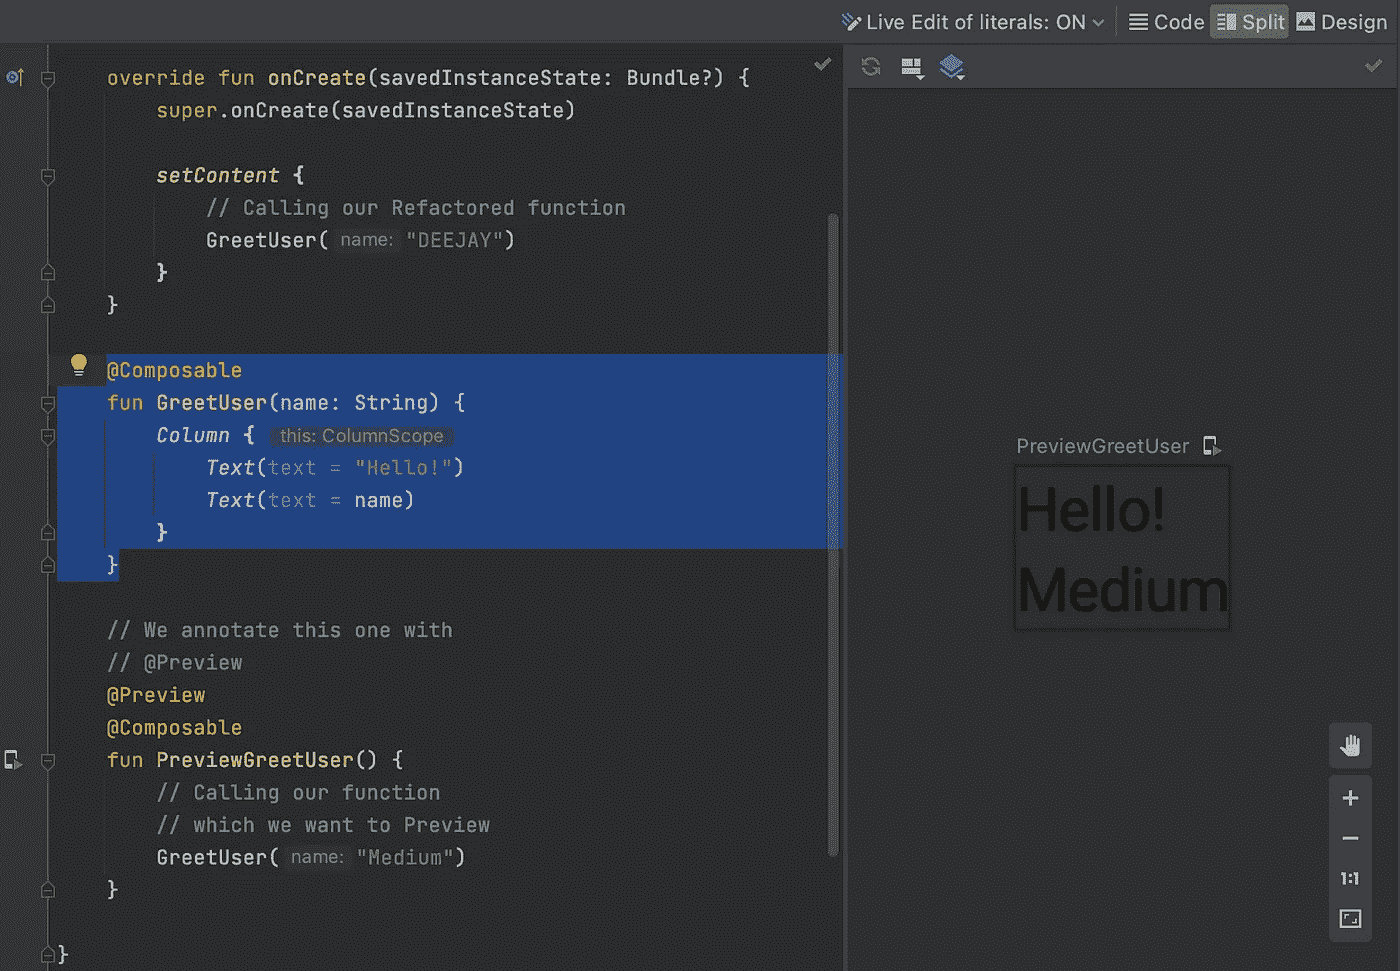 Live Edit of literals: ON
Code
Split
Design
override fun onCreate(savedInstanceState: Bundle?) {
super.onCreate(savedInstanceState)
setContent {
// Calling our Refactored function
GreetUser( name: "DEEJAY")
}
}
@Composable
fun GreetUser(name: String) {
Column { this: ColumnScope
Text(text = "Hello!")
Text(text = name)
}
}
// We annotate this one with
// @Preview
@Preview
@Composable
fun PreviewGreetUser() {
// Calling our function
// which we want to Preview
GreetUser( name: "Medium")
}
}
PreviewGreetUser
Hello!
Medium
1:1